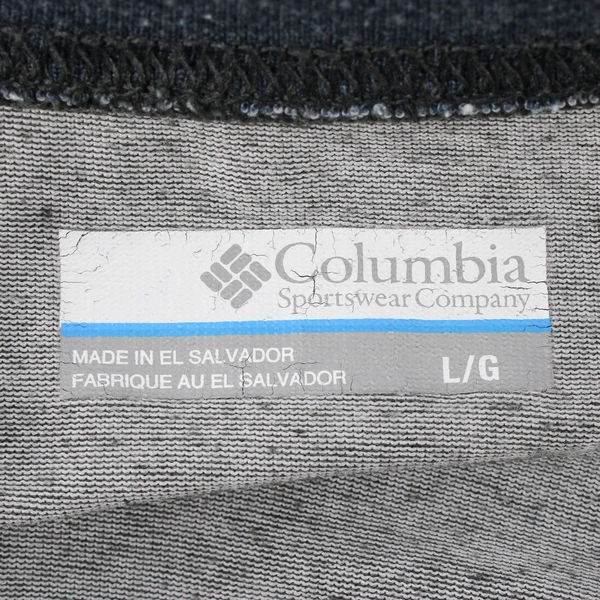 Columbia
Sportswear Company
MADE IN EL SALVADOR
FABRIQUE AU EL SALVADOR
L/G